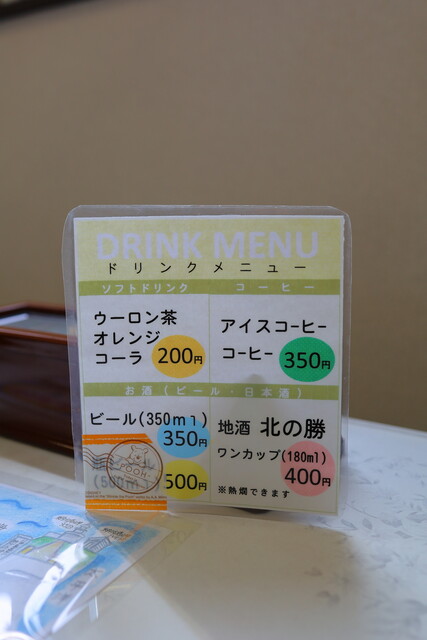 DRINK MENU
ドリンクメニュー
ソフトドリンク
コーヒー
ウーロン茶
オレンジ
コーラ 200円
アイスコーヒー
コーヒー 350円
お酒(ビール・日本酒)
ビール(350ml)
350円
(500ml)
500円
POOH
地酒 北の勝
ワンカップ(180ml)
400円
※熱燗できます